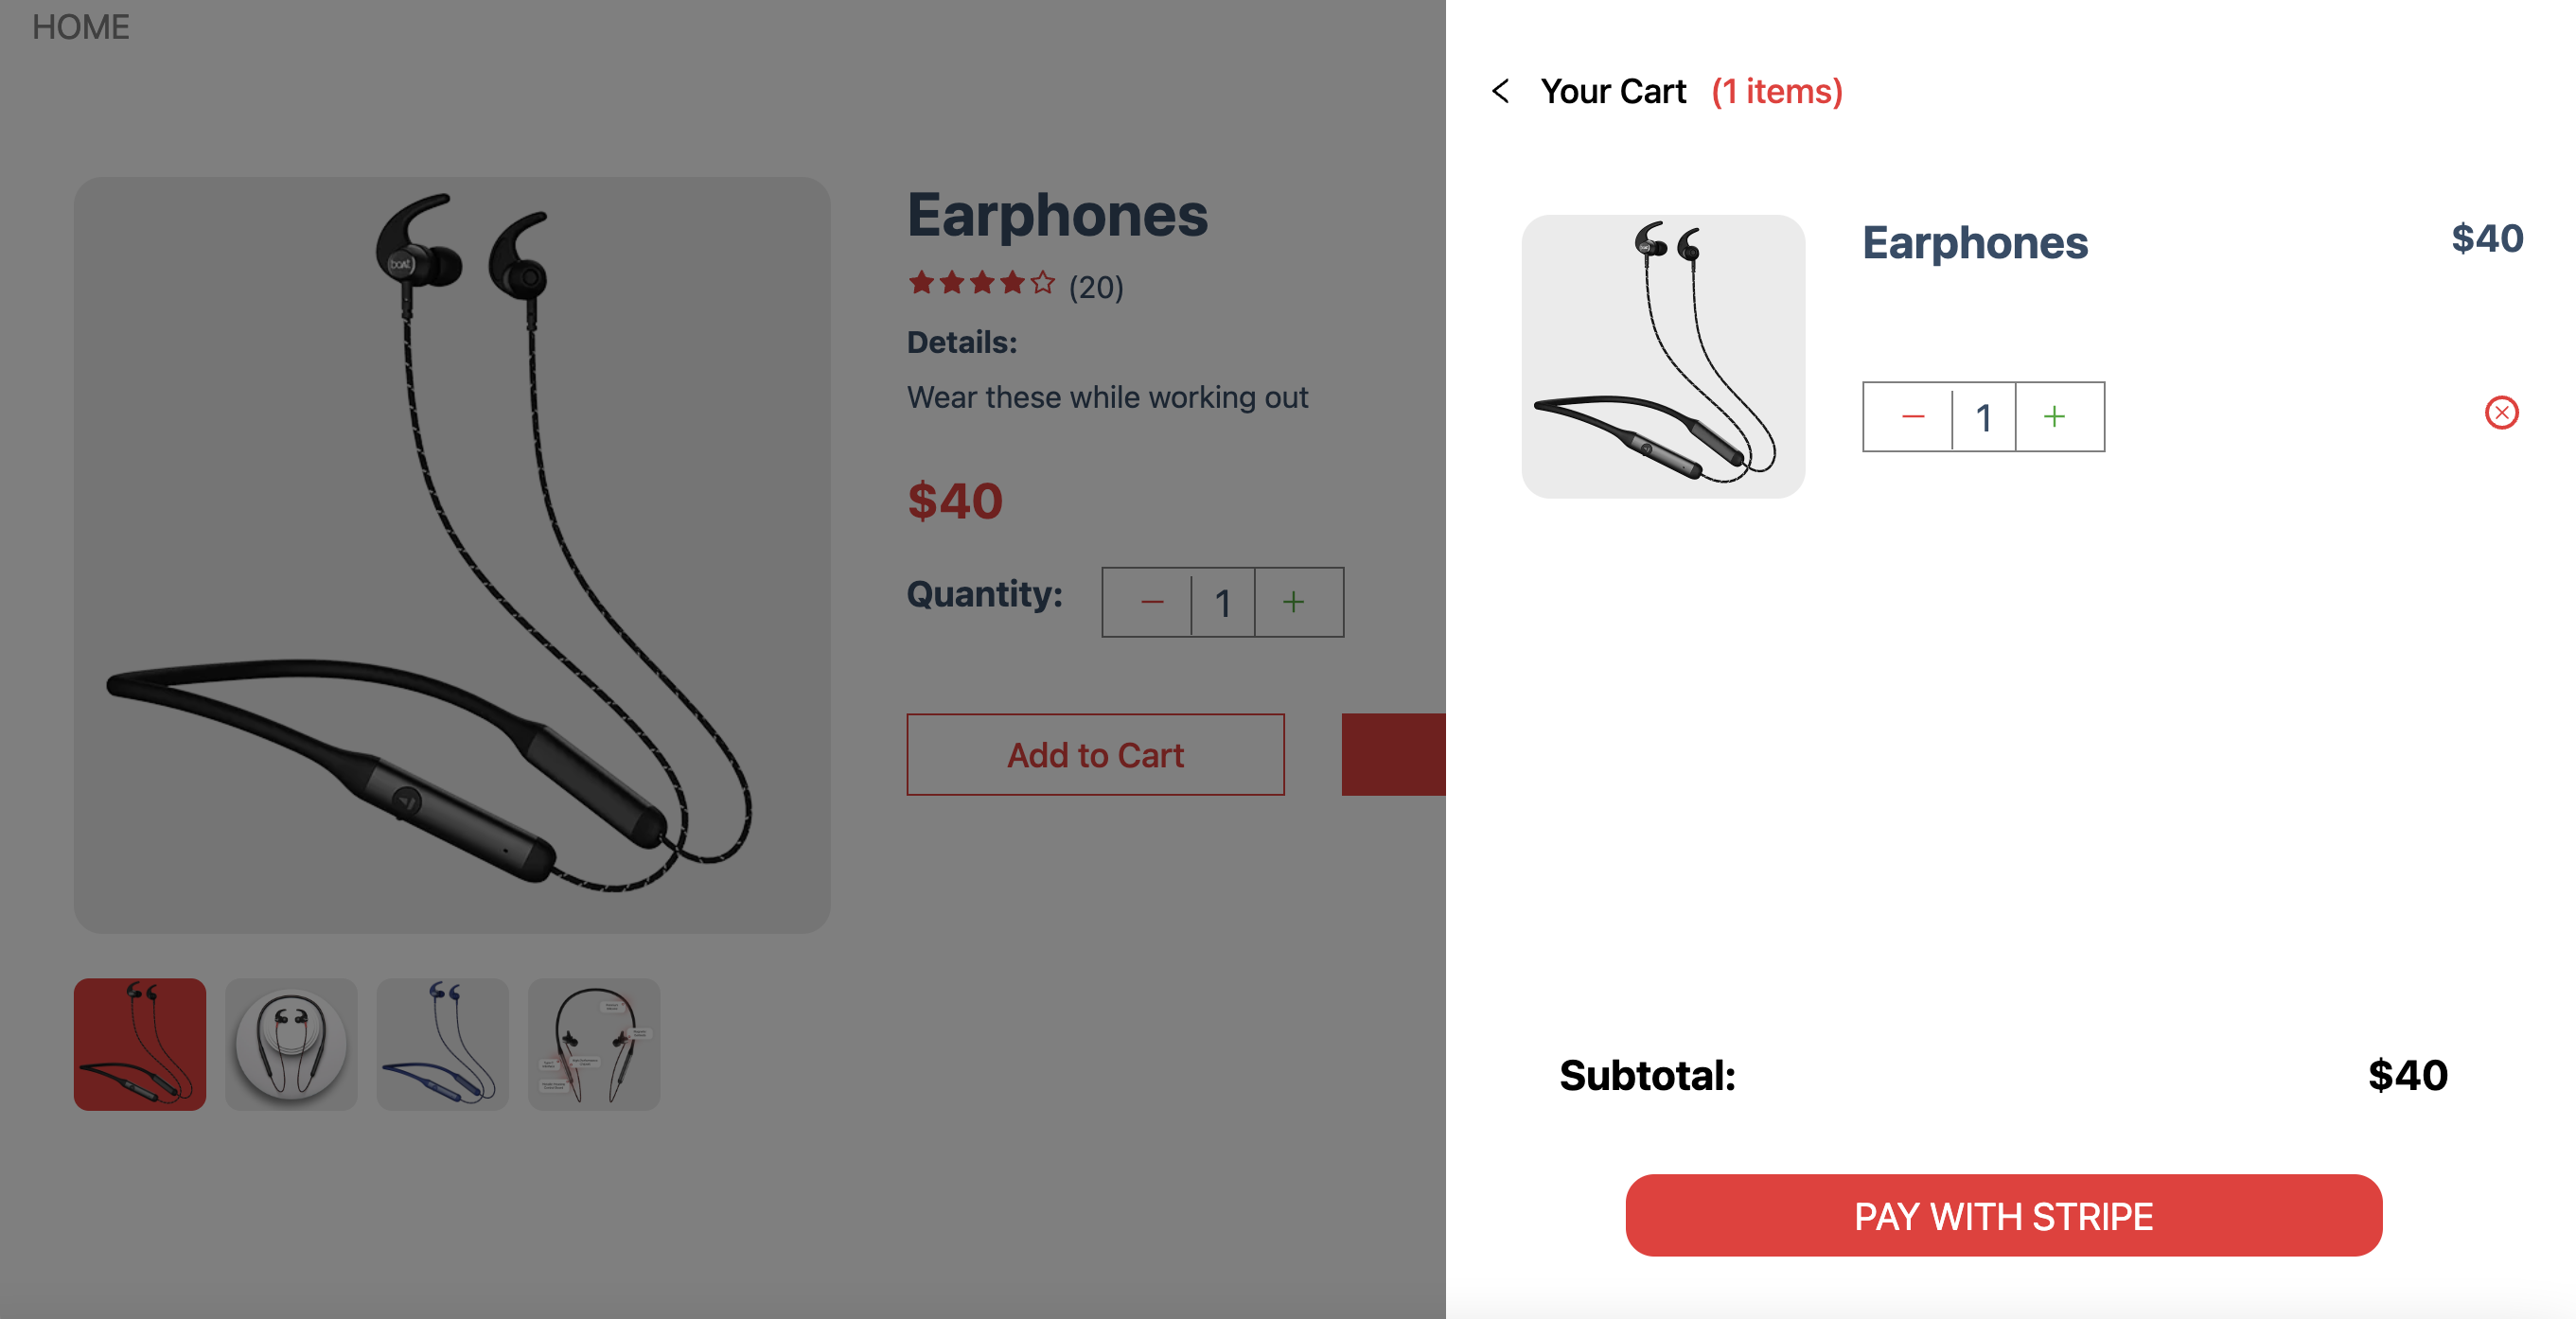 HOME
Earphones
(20)
Details:
Wear these while working out
$40
Quantity:
1
Add to Cart
Your Cart (1 items)
Earphones
$40
1
Subtotal:
$40
PAY WITH STRIPE